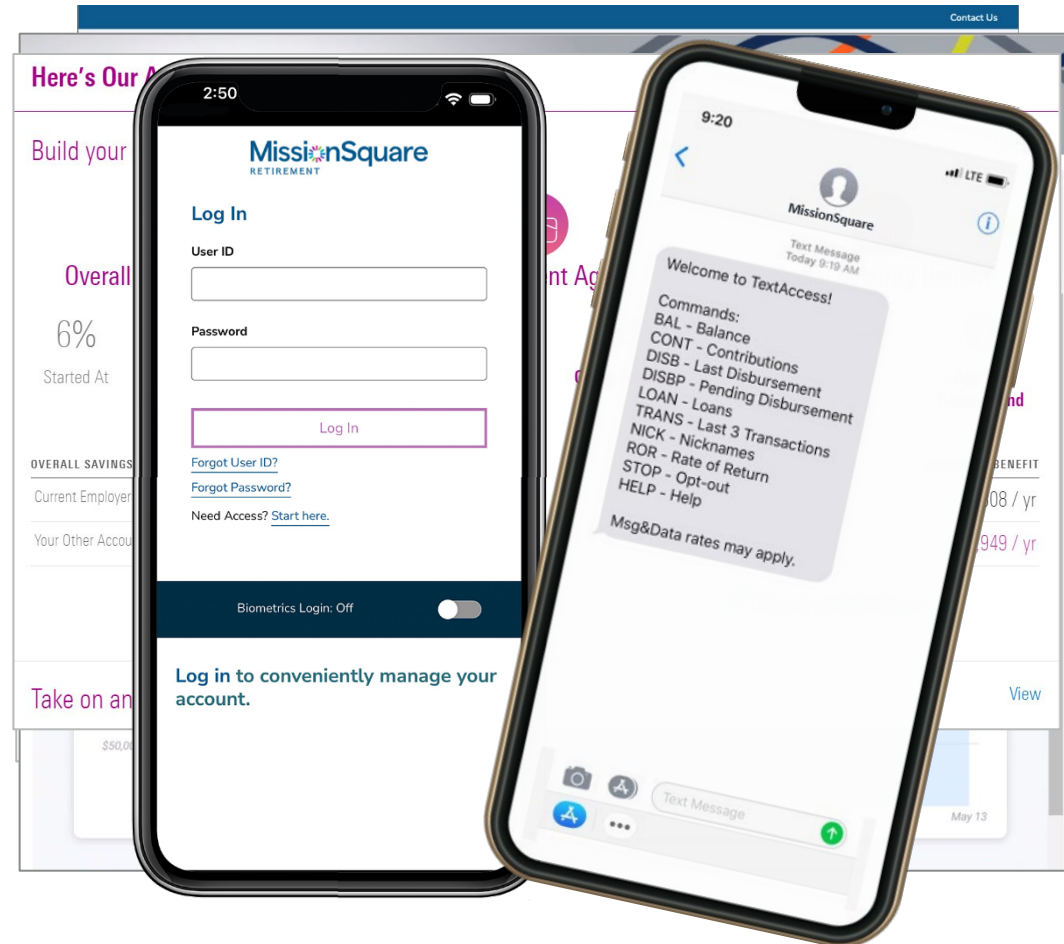 Contact Us
Here's Our
Build your
Overall
6%
Started At
OVERALL SAVINGS
Current Employer
Your Other Accou
Take on an
$50,00
2:50
MissionSquare
RETIREMENT
Log In
User ID
Password
Log In
Forgot User ID?
Forgot Password?
Need Access? Start here.
Biometrics Login: Off
Log in to conveniently manage your
account.
nt Ag
9:20
LTE
MissionSquare
Text Message
Today 9:19 AM
Welcome to TextAccess!
Commands:
BAL - Balance
CONT - Contributions
DISB - Last Disbursement
DISBP - Pending Disbursement
LOAN - Loans
TRANS - Last 3 Transactions
NICK - Nicknames
ROR - Rate of Return
STOP - Opt-out
HELP - Help
Msg&Data rates may apply.
Text Message
nd
BENEFIT
08 / yr
,949 / yr
View
May 13